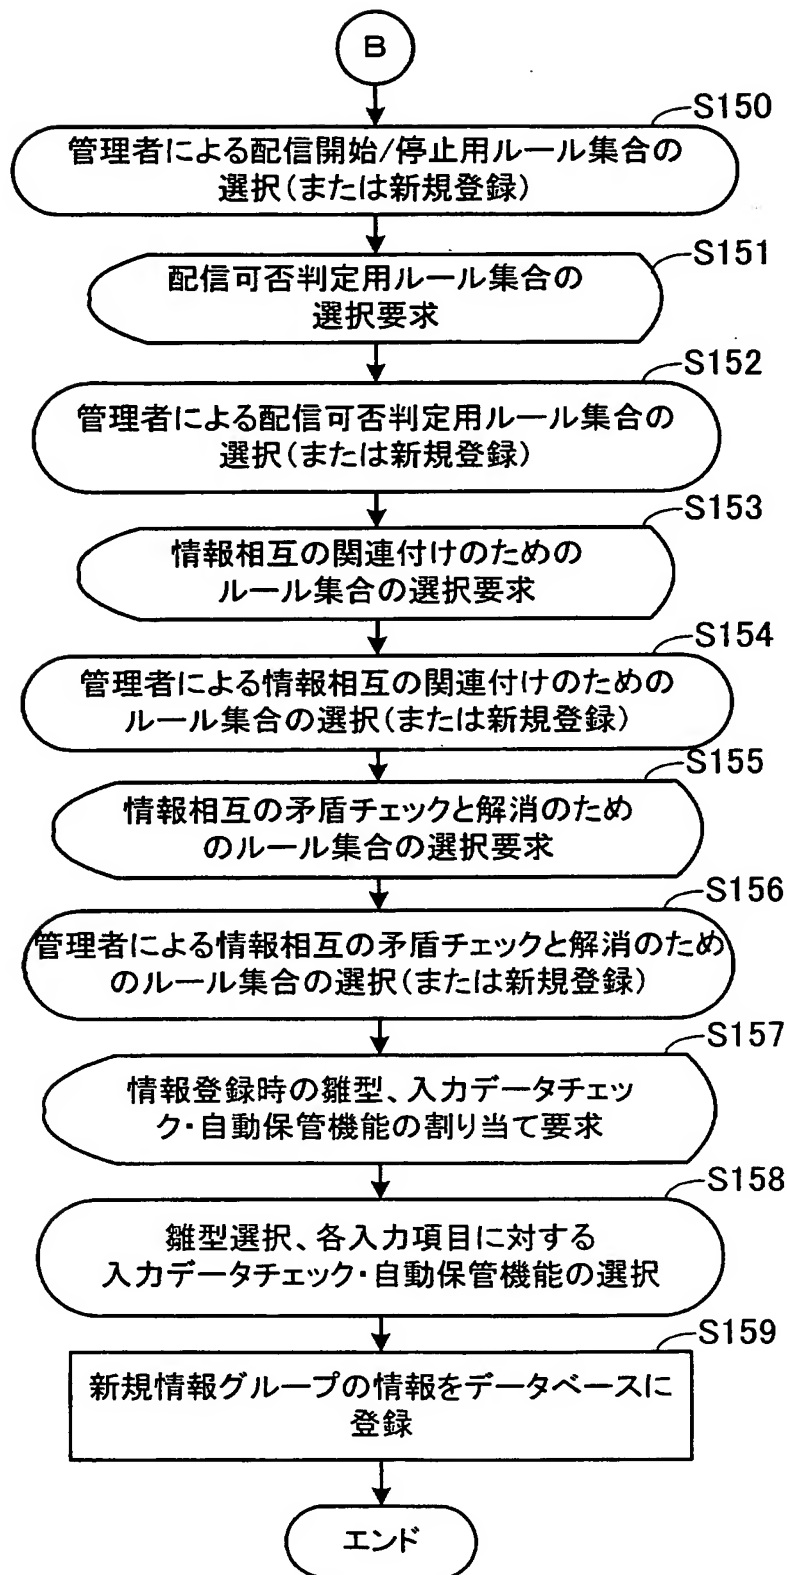 B
S150
管理者による配信開始/停止用ルール集合の
選択(または新規登録)
S151
配信可否判定用ルール集合の
選択要求
S152
管理者による配信可否判定用ルール集合の
選択(または新規登録)
S153
情報相互の関連付けのための
ルール集合の選択要求
S154
管理者による情報相互の関連付けのための
ルール集合の選択(または新規登録)
S155
情報相互の矛盾チェックと解消のため
のルール集合の選択要求
S156
管理者による情報相互の矛盾チェックと解消のため
のルール集合の選択(または新規登録)
S157
情報登録時の雛型、入力データチェッ
ク・自動保管機能の割り当て要求
S158
雛型選択、各入力項目に対する
入力データチェック・自動保管機能の選択
S159
新規情報グループの情報をデータベースに
登録
エンド